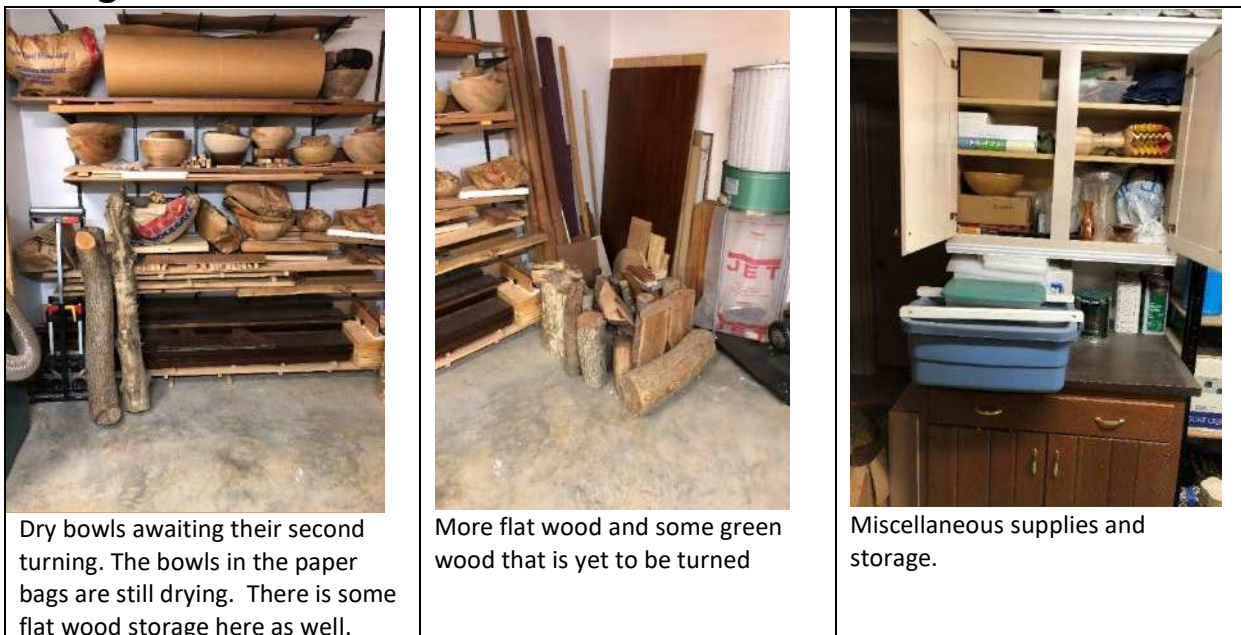 Dry bowls awaiting their second
turning. The bowls in the paper
bags are still drying. There is some
flat wood storage here as well.
JET
More flat wood and some green
wood that is yet to be turned
Miscellaneous supplies and
storage.